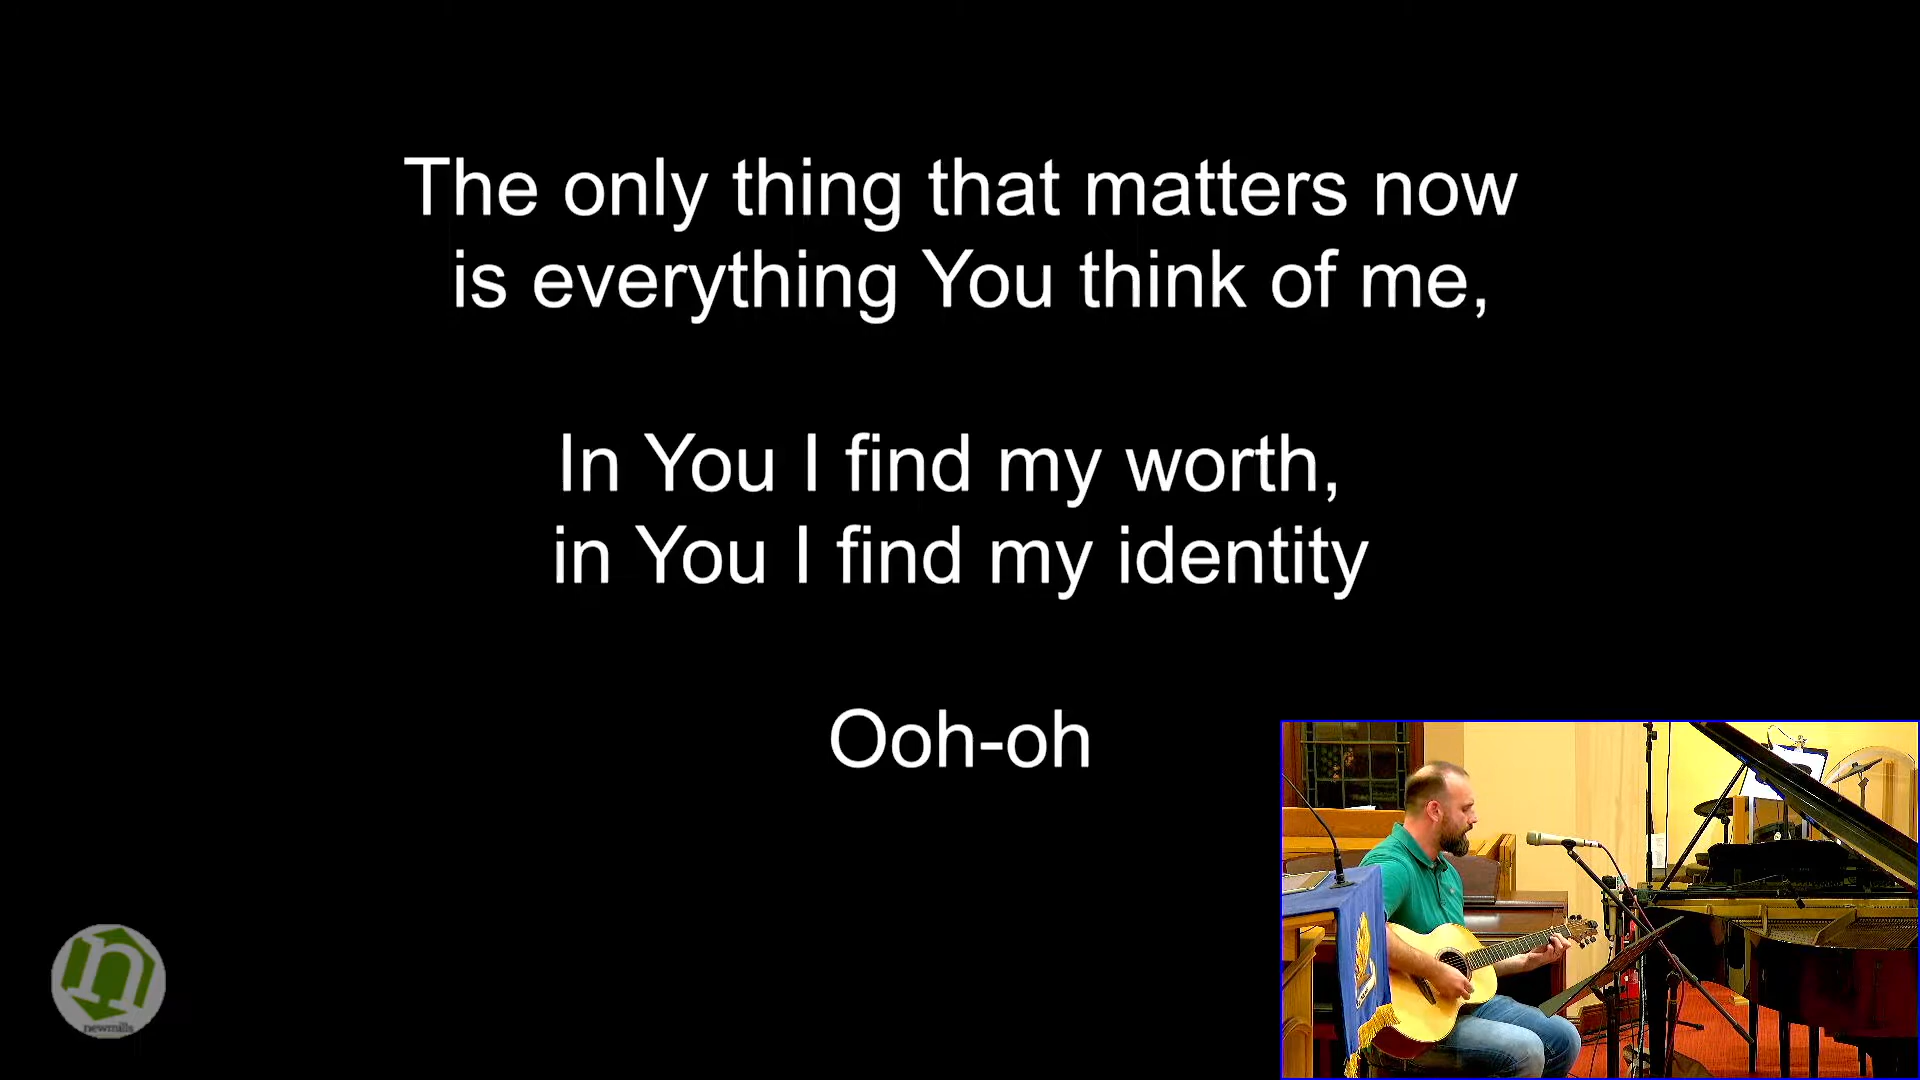 The only thing that matters now
is everything You think of me,
In You I find my worth,
in You I find my identity
Ooh-oh
newmills